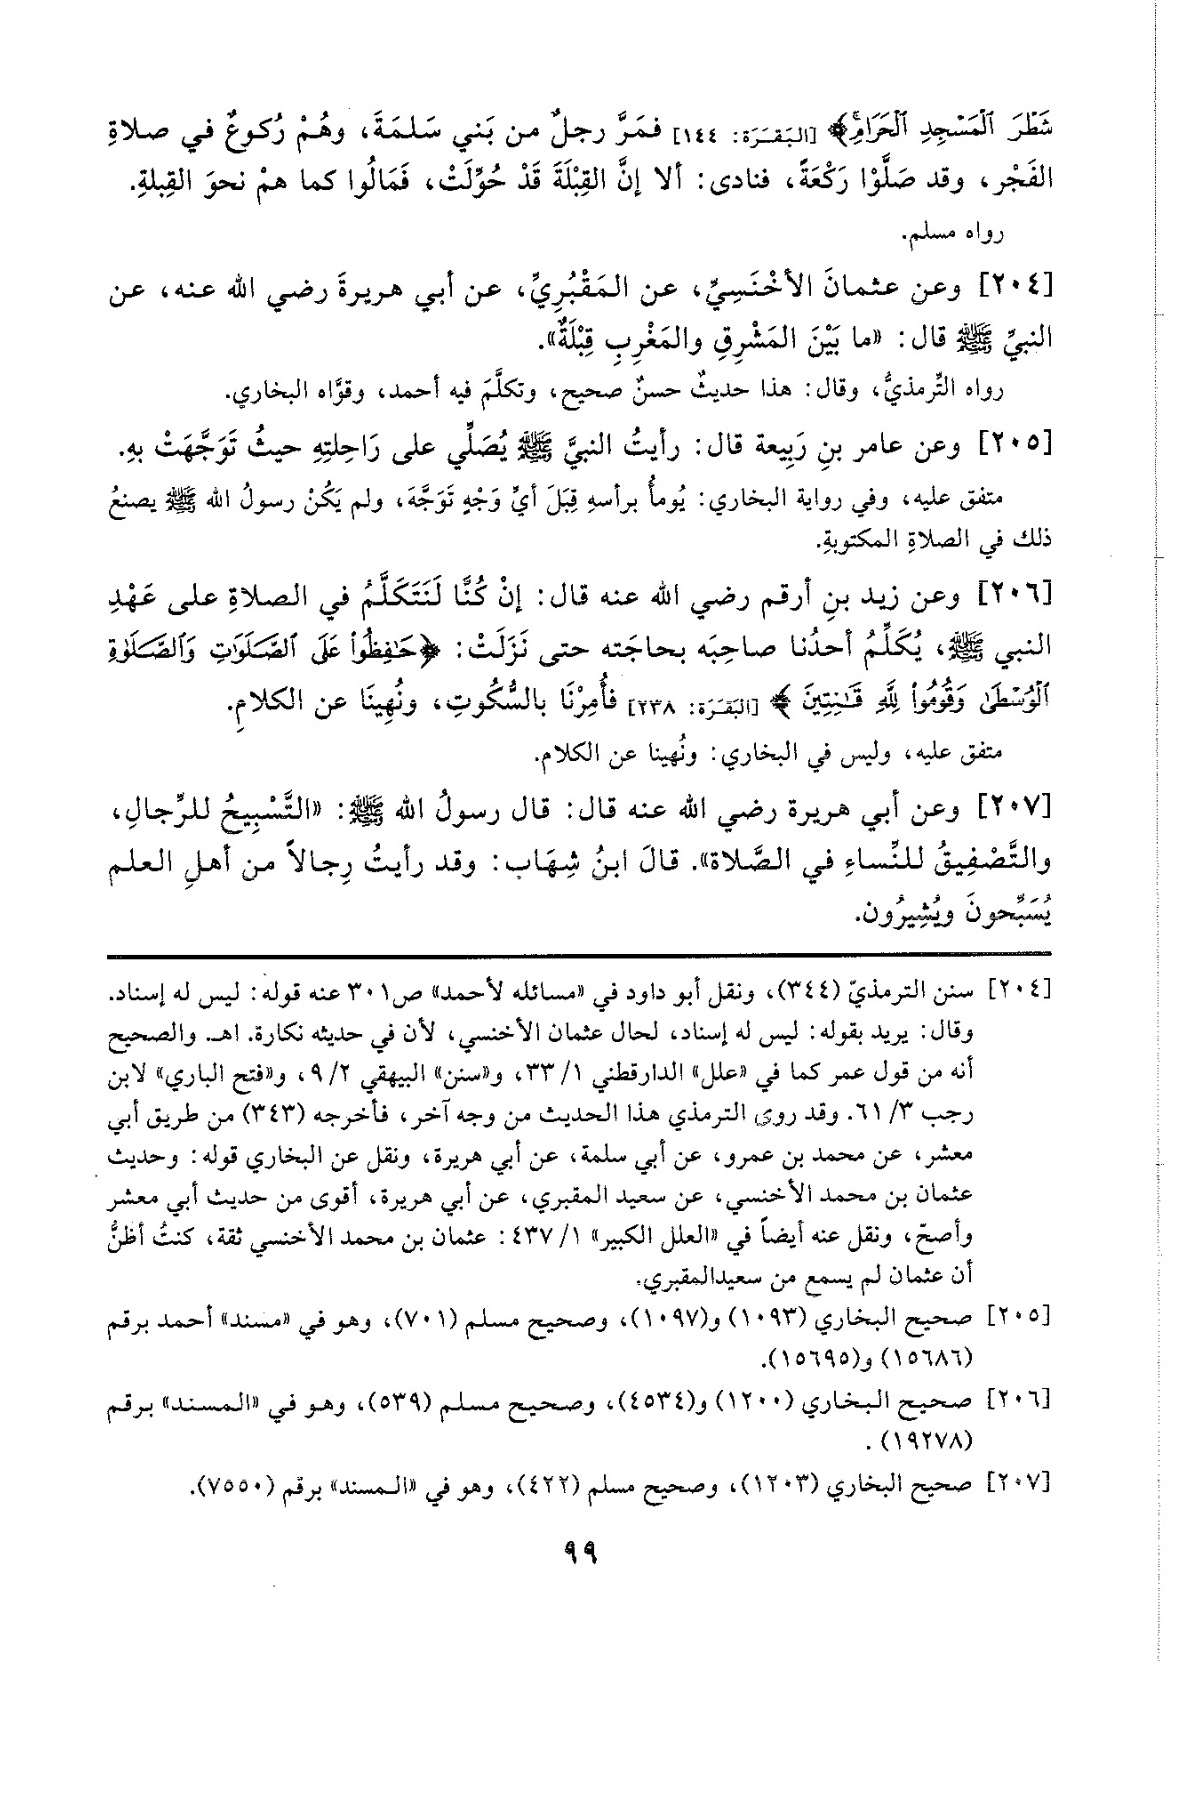 شَطْرَ ٱلْمَسْجِدِ ٱلْحَرَامِۚ﴾ [البَقَرَة: ١٤٤] فمَرَّ رجلٌ من بَني سَلمَةَ، وهُمْ رُكوعٌ في صلاةِ
الفَجْر، وقد صَلَّوْا رَكْعَةً، فنادى: ألا إنَّ القِبْلَةَ قَدْ حُوِّلَتْ، فَمَالُوا كما همْ نحوَ القِبلةِ.
رواه مسلم.
[٢٠٤] وعن عثمانَ الأخْنَسِيِّ، عن المَقْبُرِيِّ، عن أبي هريرةَ رضي الله عنه، عن
النبيِّ ﷺ قال: «ما بَيْنَ المَشْرِقِ والمَغْرِبِ قِبْلَةٌ».
رواه التِّرمذيُّ، وقال: هذا حديثٌ حسنٌ صحيح، وتكلَّمَ فيه أحمد، وقوَّاه البخاري.
[٢٠٥] وعن عامر بنِ رَبِيعة قال: رأيتُ النبيَّ ﷺ يُصَلِّي على رَاحِلتِهِ حيثُ تَوَجَّهَتْ بهِ.
متفق عليه، وفي رواية البخاري: يُومأُ برأسهِ قِبَلَ أيِّ وَجْهٍ تَوَجَّهَ، ولم يَكُنْ رسولُ الله ﷺ يصنعُ
ذلك في الصلاةِ المكتوبةِ.
[٢٠٦] وعن زيد بنِ أرقم رضي الله عنه قال: إنْ كُنَّا لَنَتَكَلَّمُ في الصلاةِ على عَهْدِ
النبي ﷺ، يُكَلِّمُ أحدُنا صاحِبَه بحاجَته حتى نَزَلَتْ: ﴿حَٰفِظُوا۟ عَلَى ٱلصَّلَوَٰتِ وَٱلصَّلَوٰةِ
ٱلْوُسْطَىٰ وَقُومُوا۟ لِلَّهِ قَٰنِتِينَ﴾ [البَقَرَة: ٢٣٨] فأُمِرْنَا بالسُّكُوتِ، ونُهِينَا عن الكلامِ.
متفق عليه، وليس في البخاري: ونُهينا عن الكلام.
[٢٠٧] وعن أبي هريرة رضي الله عنه قال: قال رسولُ الله ﷺ: «التَّسْبِيحُ للرِّجالِ،
والتَّصْفِيقُ للنِّساءِ في الصَّلاة». قالَ ابنُ شِهَاب: وقد رأيتُ رِجالاً من أهلِ العلم
يُسَبِّحونَ ويُشِيرُون.
[٢٠٤] سنن الترمذيّ (٣٤٤)، ونقل أبو داود في «مسائله لأحمد» ص٣٠١ عنه قوله: ليس له إسناد.
وقال: يريد بقوله: ليس له إسناد، لحال عثمان الأخنسي، لأن في حديثه نكارة. اهـ. والصحيح
أنه من قول عمر كما في «علل» الدارقطني ١/ ٣٣، و«سنن» البيهقي ٢/ ٩، و«فتح الباري» لابن
رجب ٣/ ٦١. وقد روى الترمذي هذا الحديث من وجه آخر، فأخرجه (٣٤٣) من طريق أبي
معشر، عن محمد بن عمرو، عن أبي سلمة، عن أبي هريرة، ونقل عن البخاري قوله: وحديث
عثمان بن محمد الأخنسي، عن سعيد المقبري، عن أبي هريرة، أقوى من حديث أبي معشر
وأصحّ، ونقل عنه أيضاً في «العلل الكبير» ١/ ٤٣٧: عثمان بن محمد الأخنسي ثقة، كنتُ أظنُّ
أن عثمان لم يسمع من سعيدالمقبري.
[٢٠٥] صحيح البخاري (١٠٩٣) و(١٠٩٧)، وصحيح مسلم (٧٠١)، وهو في «مسند» أحمد برقم
(١٥٦٨٦) و(١٥٦٩٥).
[٢٠٦] صحيح البخاري (١٢٠٠) و(٤٥٣٤)، وصحيح مسلم (٥٣٩)، وهو في «المسند» برقم
(١٩٢٧٨) .
[٢٠٧] صحيح البخاري (١٢٠٣)، وصحيح مسلم (٤٢٢)، وهو في «المسند» برقم (٧٥٥٠).
٩٩